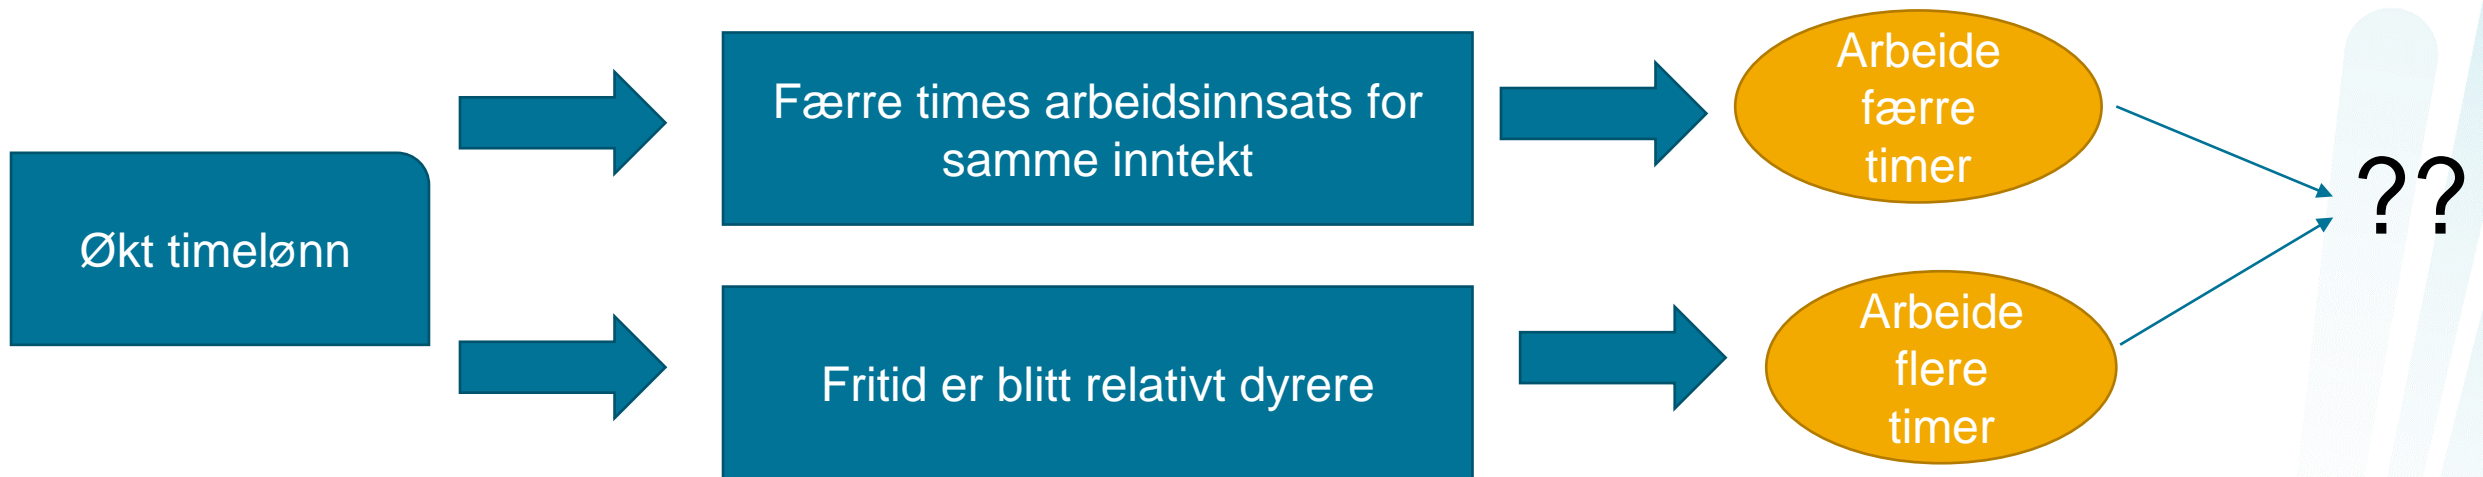 Økt timelønn
Færre times arbeidsinnsats for
samme inntekt
Arbeide
færre
timer
Fritid er blitt relativt dyrere
Arbeide
flere
timer
??